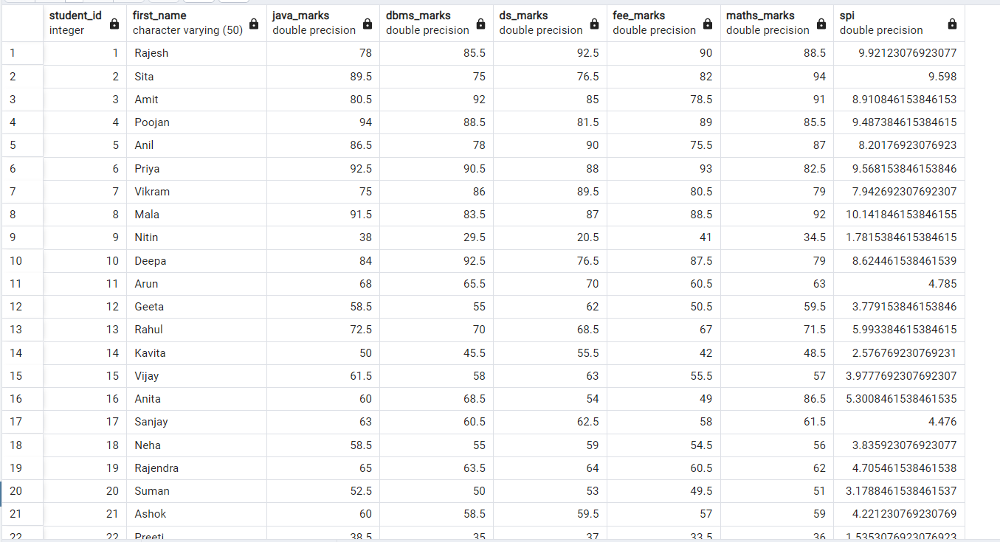 student_id first_name java_marks dbms_marks ds_marks fee_marks maths_marks spi
integer character varying (50) double precision double precision double precision double precision double precision double precision
1 1 Rajesh 78 85.5 92.5 90 88.5 9.92123076923077
2 2 Sita 89.5 75 76.5 82 94 9.598
3 3 Amit 80.5 92 85 78.5 91 8.910846153846153
4 4 Poojan 94 88.5 81.5 89 85.5 9.487384615384615
5 5 Anil 86.5 78 90 75.5 87 8.20176923076923
6 6 Priya 92.5 90.5 88 93 82.5 9.568153846153846
7 7 Vikram 75 86 89.5 80.5 79 7.942692307692307
8 8 Mala 91.5 83.5 87 88.5 92 10.141846153846155
9 9 Nitin 38 29.5 20.5 41 34.5 1.7815384615384615
10 10 Deepa 84 92.5 76.5 87.5 79 8.624461538461539
11 11 Arun 68 65.5 70 60.5 63 4.785
12 12 Geeta 58.5 55 62 50.5 59.5 3.779153846153846
13 13 Rahul 72.5 70 68.5 67 71.5 5.993384615384615
14 14 Kavita 50 45.5 55.5 42 48.5 2.576769230769231
15 15 Vijay 61.5 58 63 55.5 57 3.9777692307692307
16 16 Anita 60 68.5 54 49 86.5 5.3008461538461535
17 17 Sanjay 63 60.5 62.5 58 61.5 4.476
18 18 Neha 58.5 55 59 54.5 56 3.835923076923077
19 19 Rajendra 65 63.5 64 60.5 62 4.705461538461538
20 20 Suman 52.5 50 53 49.5 51 3.1788461538461537
21 21 Ashok 60 58.5 59.5 57 59 4.221230769230769
22 22 Preeti 38.5 35 37 33.5 36 1.5353076923076923